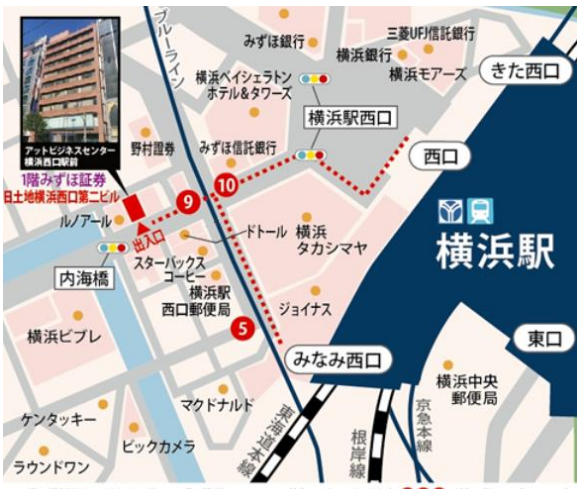 アットビジネスセンター
横浜西口駅前
1階みずほ証券
日土地横浜西口第二ビル
ブルーライン
みずほ銀行
三菱UFJ信託銀行
横浜銀行
横浜モアーズ
きた西口
横浜ベイシェラトン
ホテル&タワーズ
横浜駅西口
西口
野村證券
みずほ信託銀行
9
10
ルノアール
出入口
ドトール
横浜
タカシマヤ
横浜駅
内海橋
スターバックス
コーヒー
横浜駅
西口郵便局
ジョイナス
5
横浜ビブレ
みなみ西口
東口
横浜中央
郵便局
マクドナルド
ケンタッキー
ビックカメラ
ラウンドワン
東海道本線
根岸線
京急本線